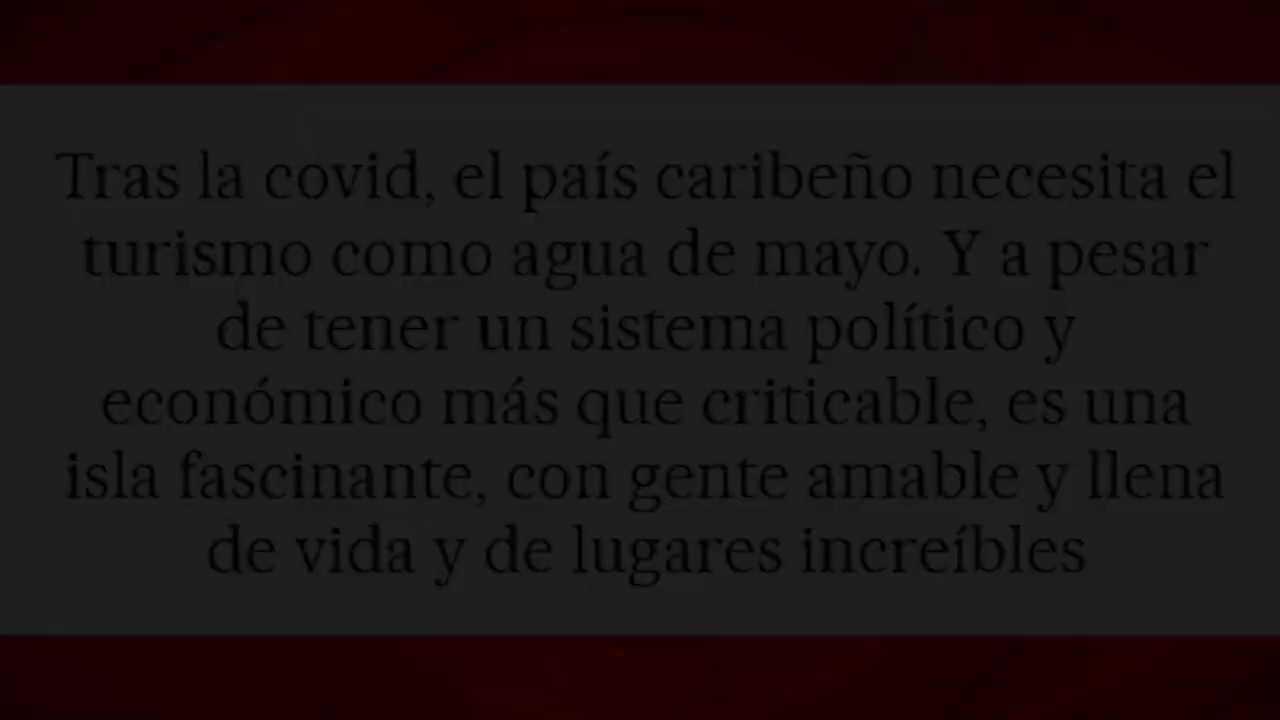 Tras la covid, el país caribeño necesita el
turismo como agua de mayo. Y a pesar
de tener un sistema político y
económico más que criticable, es una
isla fascinante, con gente amable y llena
de vida y de lugares increíbles